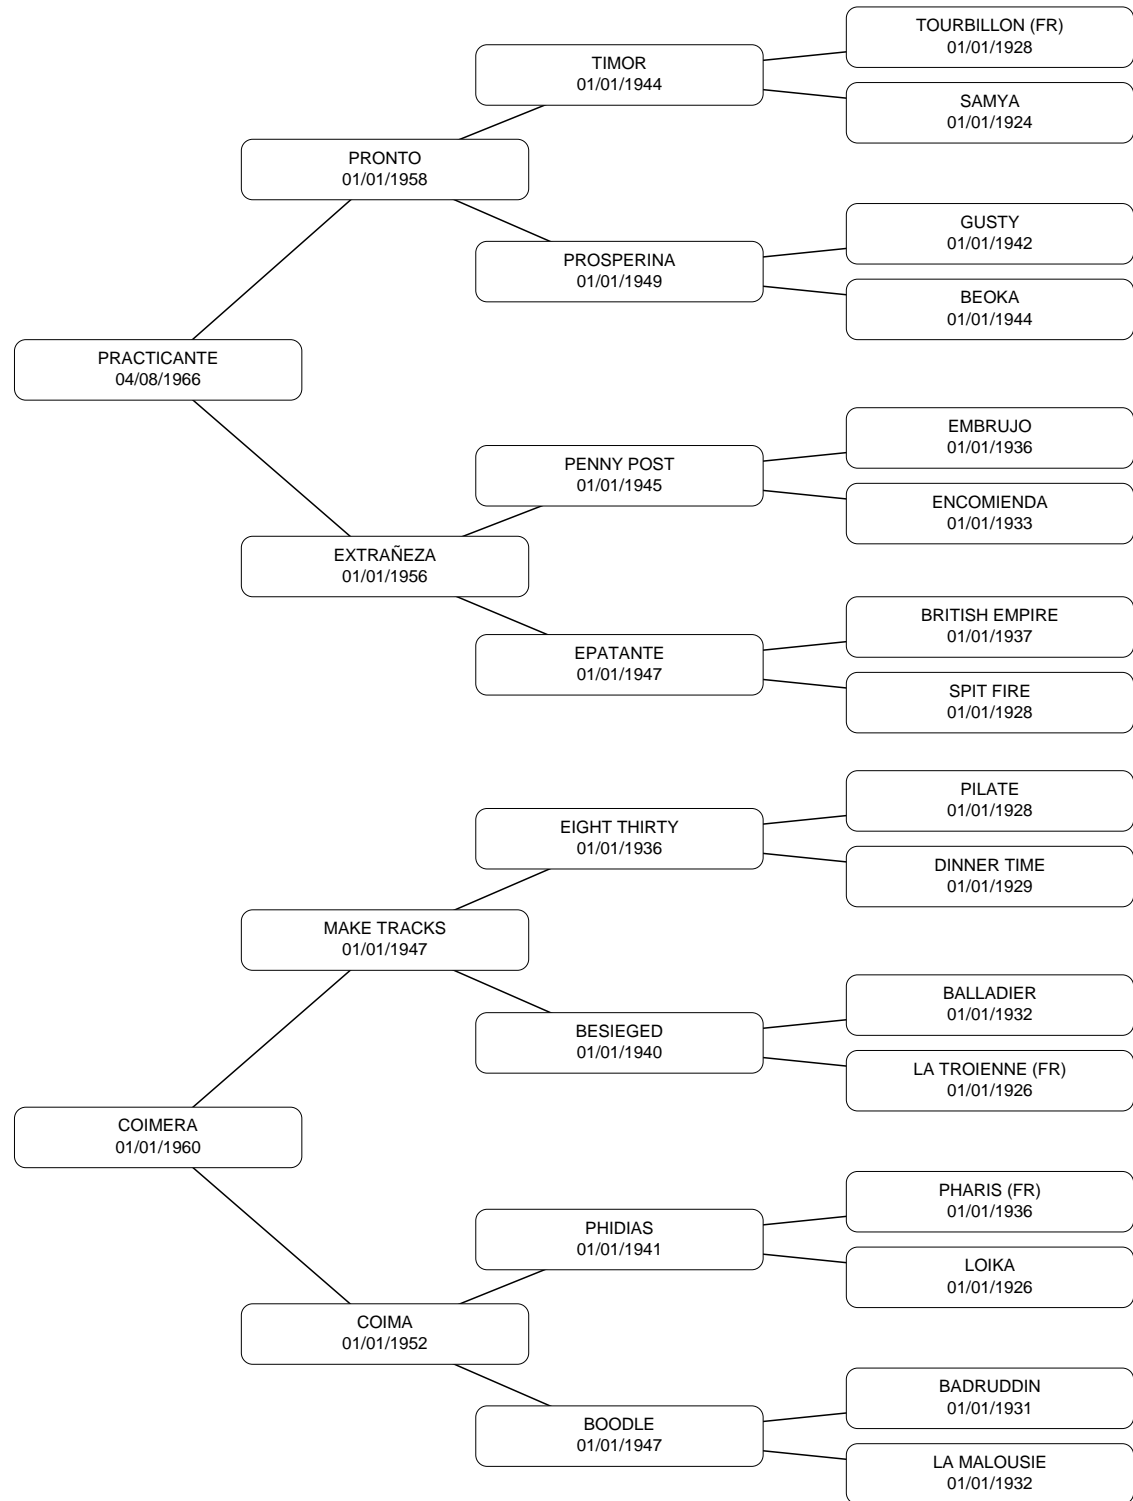 TOURBILLON (FR)
01/01/1928
TIMOR
01/01/1944
SAMYA
01/01/1924
PRONTO
01/01/1958
GUSTY
01/01/1942
PROSPERINA
01/01/1949
BEOKA
01/01/1944
PRACTICANTE
04/08/1966
EMBRUJO
01/01/1936
PENNY POST
01/01/1945
ENCOMIENDA
01/01/1933
EXTRAÑEZA
01/01/1956
BRITISH EMPIRE
01/01/1937
EPATANTE
01/01/1947
SPIT FIRE
01/01/1928
PILATE
01/01/1928
EIGHT THIRTY
01/01/1936
DINNER TIME
01/01/1929
MAKE TRACKS
01/01/1947
BALLADIER
01/01/1932
BESIEGED
01/01/1940
LA TROIENNE (FR)
01/01/1926
COIMERA
01/01/1960
PHARIS (FR)
01/01/1936
PHIDIAS
01/01/1941
LOIKA
01/01/1926
COIMA
01/01/1952
BADRUDDIN
01/01/1931
BOODLE
01/01/1947
LA MALOUSIE
01/01/1932